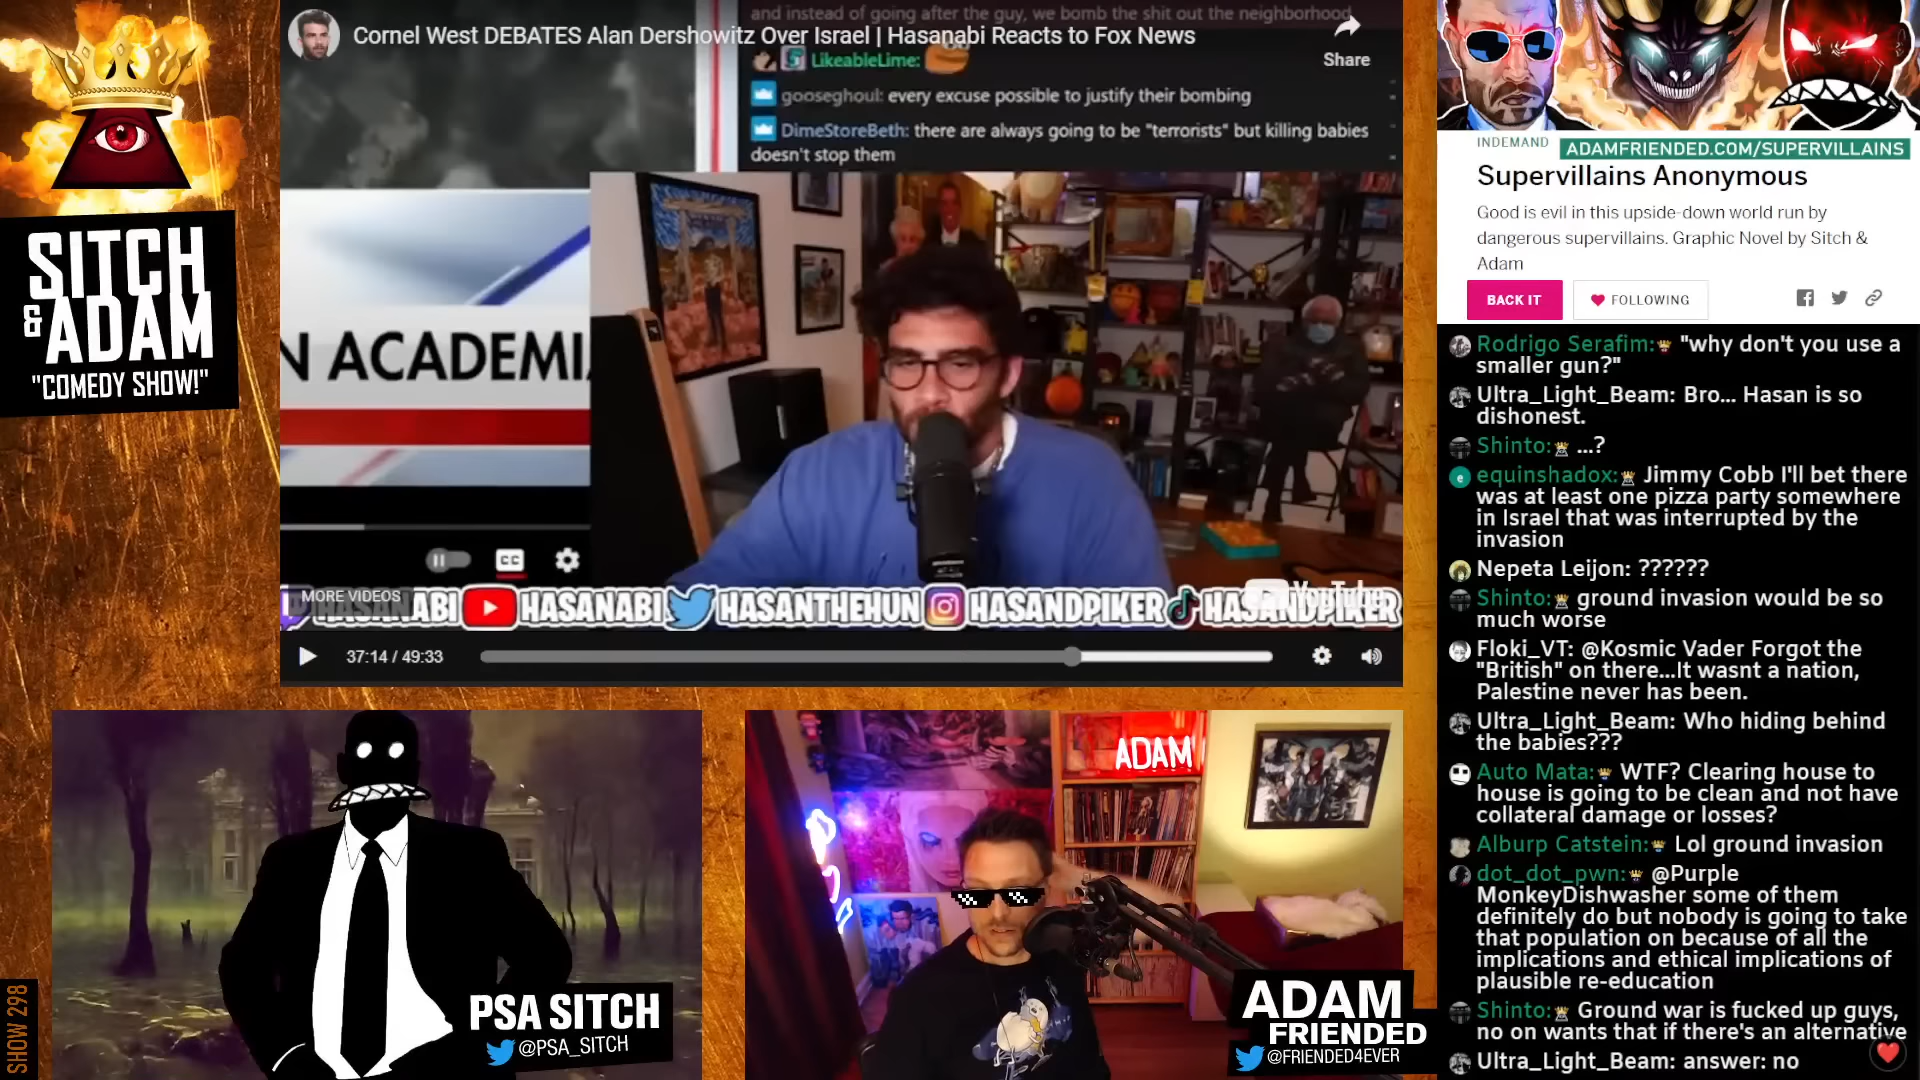 SITCH
& ADAM
"COMEDY SHOW!"
SHOW 298
and instead of going after the guy, we bomb the shit out the neighborhood
Cornel West DEBATES Alan Dershowitz Over Israel | Hasanabi Reacts to Fox News
Share
LikeableLime:
gooseghoul: every excuse possible to justify their bombing
DimeStoreBeth: there are always going to be "terrorists" but killing babies
doesn't stop them
N ACADEMI
CC
MORE VIDEOS
HASANABI
HASANABI
HASANTHEHUN
HASANDPIKER
HASANDPIKER
YouTube
37:14 / 49:33
PSA SITCH
@PSA_SITCH
ADAM
ADAM
FRIENDED
@FRIENDED4EVER
INDEMAND
ADAMFRIENDED.COM/SUPERVILLAINS
Supervillains Anonymous
Good is evil in this upside-down world run by
dangerous supervillains. Graphic Novel by Sitch &
Adam
BACK IT
FOLLOWING
Rodrigo Serafim: "why don't you use a
smaller gun?"
Ultra_Light_Beam: Bro... Hasan is so
dishonest.
Shinto: ...?
e
equinshadox: Jimmy Cobb I'll bet there
was at least one pizza party somewhere
in Israel that was interrupted by the
invasion
Nepeta Leijon: ??????
Shinto: ground invasion would be so
much worse
Floki_VT: @Kosmic Vader Forgot the
"British" on there...It wasnt a nation,
Palestine never has been.
Ultra_Light_Beam: Who hiding behind
the babies???
Auto Mata: WTF? Clearing house to
house is going to be clean and not have
collateral damage or losses?
Alburp Catstein: Lol ground invasion
dot_dot_pwn: @Purple
MonkeyDishwasher some of them
definitely do but nobody is going to take
that population on because of all the
implications and ethical implications of
plausible re-education
Shinto: Ground war is fucked up guys,
no on wants that if there's an alternative
Ultra_Light_Beam: answer: no